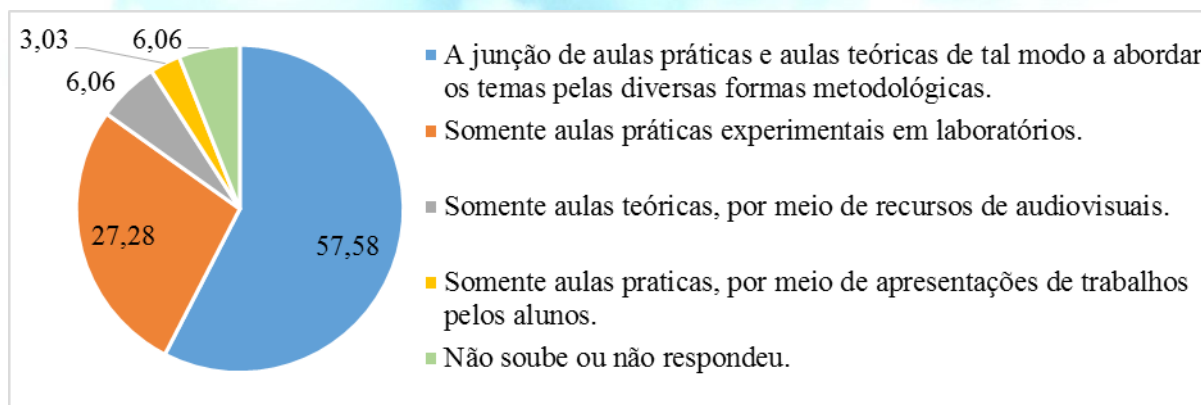 3,03
6,06
6,06
27,28
57,58
A junção de aulas práticas e aulas teóricas de tal modo a abordar
os temas pelas diversas formas metodológicas.
Somente aulas práticas experimentais em laboratórios.
Somente aulas teóricas, por meio de recursos de audiovisuais.
Somente aulas praticas, por meio de apresentações de trabalhos
pelos alunos.
Não soube ou não respondeu.